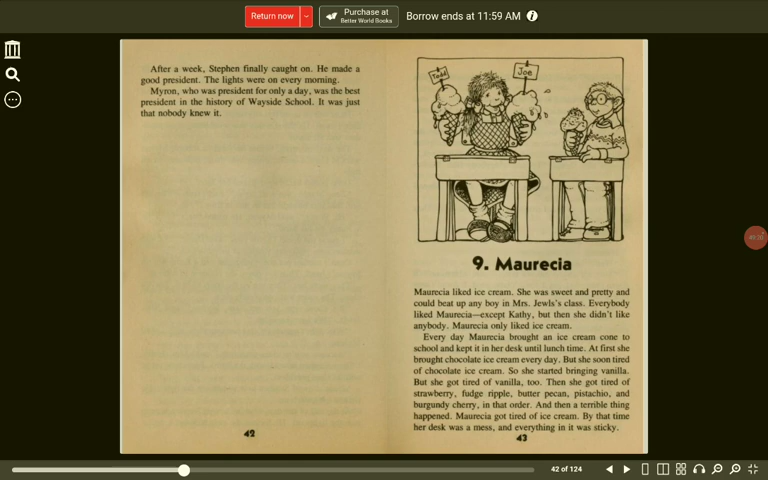 Return now
Purchase at
Better World Books
Borrow ends at 11:59 AM
After a week, Stephen finally caught on. He made a
good president. The lights were on every morning.
Myron, who was president for only a day, was the best
president in the history of Wayside School. It was just
that nobody knew it.
42
Todd
Joe
9. Maurecia
Maurecia liked ice cream. She was sweet and pretty and
could beat up any boy in Mrs. Jewls's class. Everybody
liked Maurecia—except Kathy, but then she didn't like
anybody. Maurecia only liked ice cream.
Every day Maurecia brought an ice cream cone to
school and kept it in her desk until lunch time. At first she
brought chocolate ice cream every day. But she soon tired
of chocolate ice cream. So she started bringing vanilla.
But she got tired of vanilla, too. Then she got tired of
strawberry, fudge ripple, butter pecan, pistachio, and
burgundy cherry, in that order. And then a terrible thing
happened. Maurecia got tired of ice cream. By that time
her desk was a mess, and everything in it was sticky.
43
42 of 124